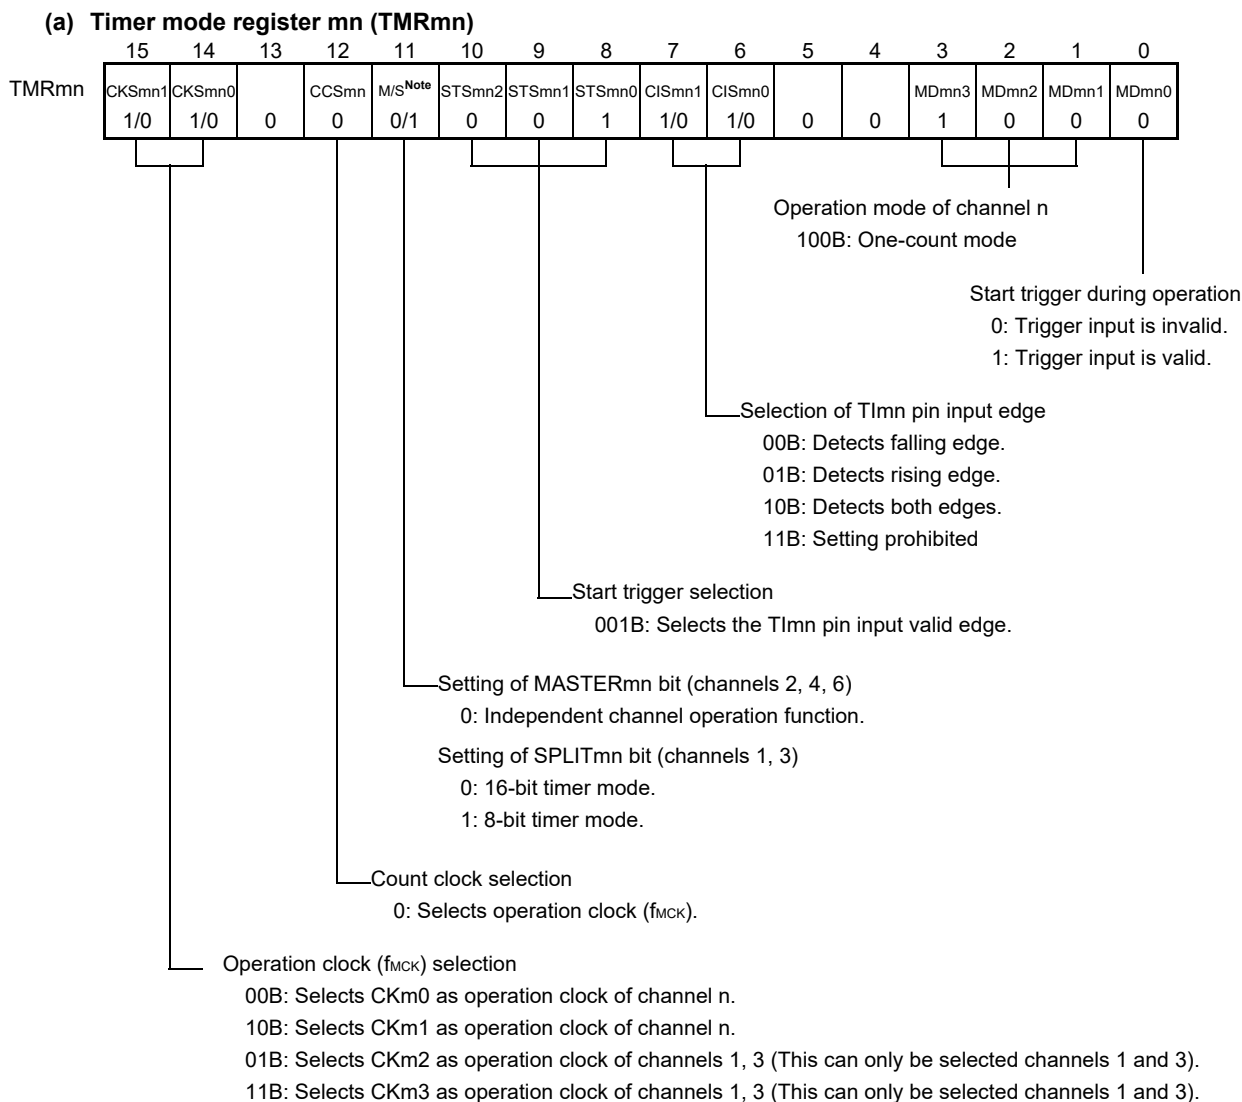 (a) Timer mode register mn (TMRmn)
15 14 13 12 11 10 9 8 7 6 5 4 3 2 1 0
TMRmn CKSmn1 CKSmn0 CCSmn M/SNote STSmn2 STSmn1 STSmn0 CISmn1 CISmn0 MDmn3 MDmn2 MDmn1 MDmn0
1/0 1/0 0 0 0/1 0 0 1 1/0 1/0 0 0 1 0 0 0
Operation mode of channel n
100B: One-count mode
Start trigger during operation
0: Trigger input is invalid.
1: Trigger input is valid.
Selection of TImn pin input edge
00B: Detects falling edge.
01B: Detects rising edge.
10B: Detects both edges.
11B: Setting prohibited
Start trigger selection
001B: Selects the TImn pin input valid edge.
Setting of MASTERmn bit (channels 2, 4, 6)
0: Independent channel operation function.
Setting of SPLITmn bit (channels 1, 3)
0: 16-bit timer mode.
1: 8-bit timer mode.
Count clock selection
0: Selects operation clock (fMCK).
Operation clock (fMCK) selection
00B: Selects CKm0 as operation clock of channel n.
10B: Selects CKm1 as operation clock of channel n.
01B: Selects CKm2 as operation clock of channels 1, 3 (This can only be selected channels 1 and 3).
11B: Selects CKm3 as operation clock of channels 1, 3 (This can only be selected channels 1 and 3).